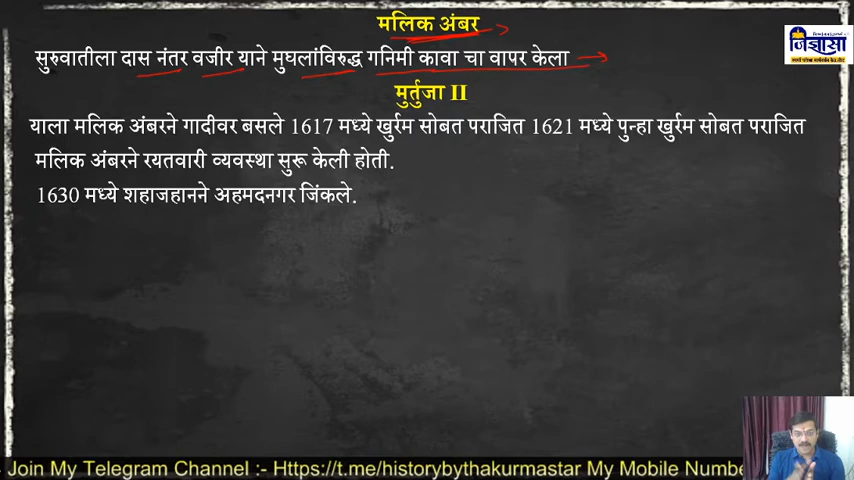 मलिक अंबर
जिज्ञासा
सुरुवातीला दास नंतर वजीर याने मुघलांविरुद्ध गनिमी कावा चा वापर केला
मुर्तुजा II
याला मलिक अंबरने गादीवर बसले 1617 मध्ये खुर्रम सोबत पराजित 1621 मध्ये पुन्हा खुर्रम सोबत पराजित
मलिक अंबरने रयतवारी व्यवस्था सुरू केली होती.
1630 मध्ये शहाजहानने अहमदनगर जिंकले.
Join My Telegram Channel :- Https://t.me/historybythakurmastar My Mobile Numbe